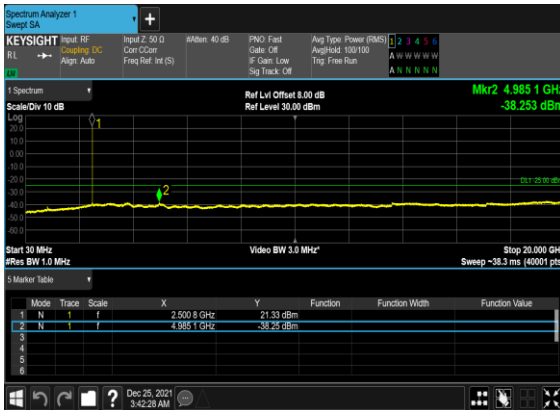 Spectrum Analyzer 1
Swept SA
+
KEYSIGHT
RL
Input: RF
Coupling: DC
Align: Auto
Input Z: 50 Ω
Corr CCorr
Freq Ref: Int (S)
#Atten: 40 dB
PNO: Fast
Gate: Off
IF Gain: Low
Sig Track: Off
Avg Type: Power (RMS)
Avg|Hold: 100/100
Trig: Free Run
1 2 3 4 5 6
A W W W W W
A N N N N N
1 Spectrum
Scale/Div 10 dB
Ref Lvl Offset 8.00 dB
Ref Level 30.00 dBm
Mkr2 4.985 1 GHz
-38.253 dBm
Log
20.0
10.0
0.00
-10.0
-20.0
-30.0
-40.0
-50.0
-60.0
1
2
DL1 -25.00 dBm
Start 30 MHz
#Res BW 1.0 MHz
Video BW 3.0 MHz*
Stop 20.000 GHz
Sweep ~38.3 ms (40001 pts)
5 Marker Table
Mode Trace Scale X Y Function Function Width Function Value
1 N 1 f 2.500 8 GHz 21.33 dBm
2 N 1 f 4.985 1 GHz -38.25 dBm
3
4
5
6
?
Dec 25, 2021
3:42:28 AM